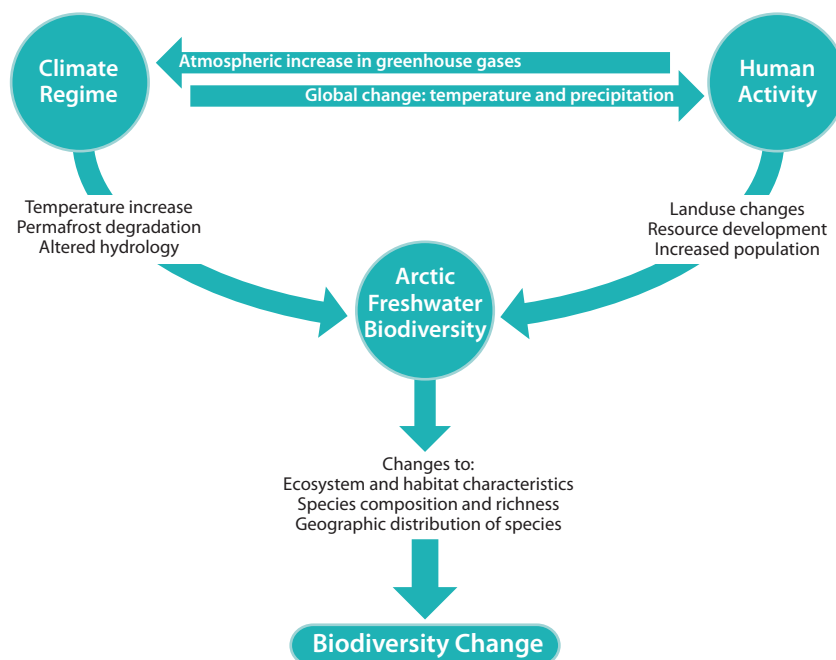 Climate
Regime
Atmospheric increase in greenhouse gases
Global change: temperature and precipitation
Human
Activity
Temperature increase
Permafrost degradation
Altered hydrology
Landuse changes
Resource development
Increased population
Arctic
Freshwater
Biodiversity
Changes to:
Ecosystem and habitat characteristics
Species composition and richness
Geographic distribution of species
Biodiversity Change